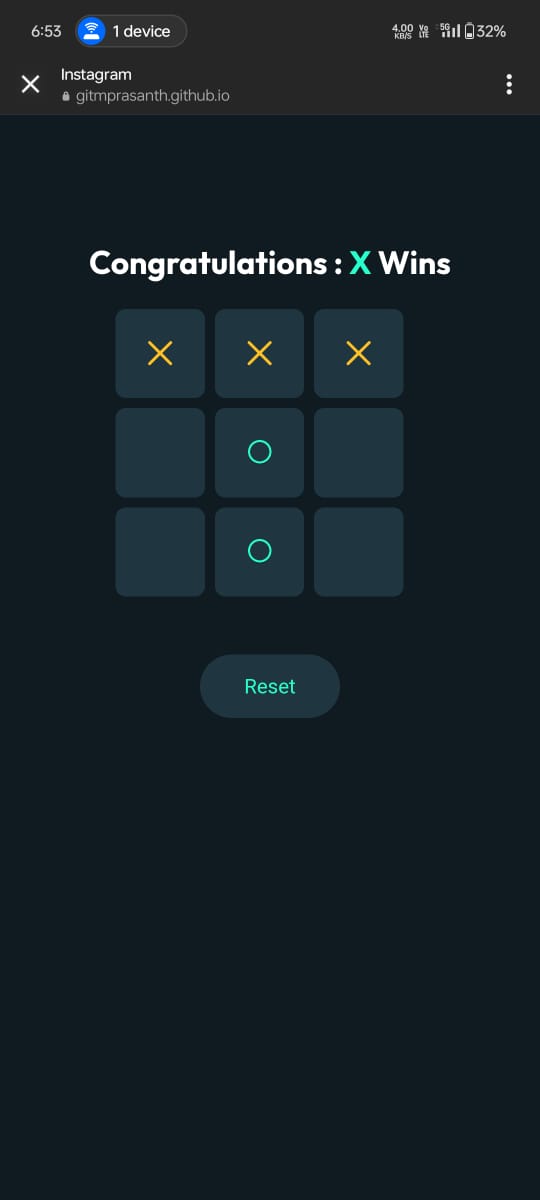 6:53 1 device 4.00 KB/S Vo LTE 5G 32%
Instagram
gitmprasanth.github.io
Congratulations : X Wins
X X X
O
O
Reset